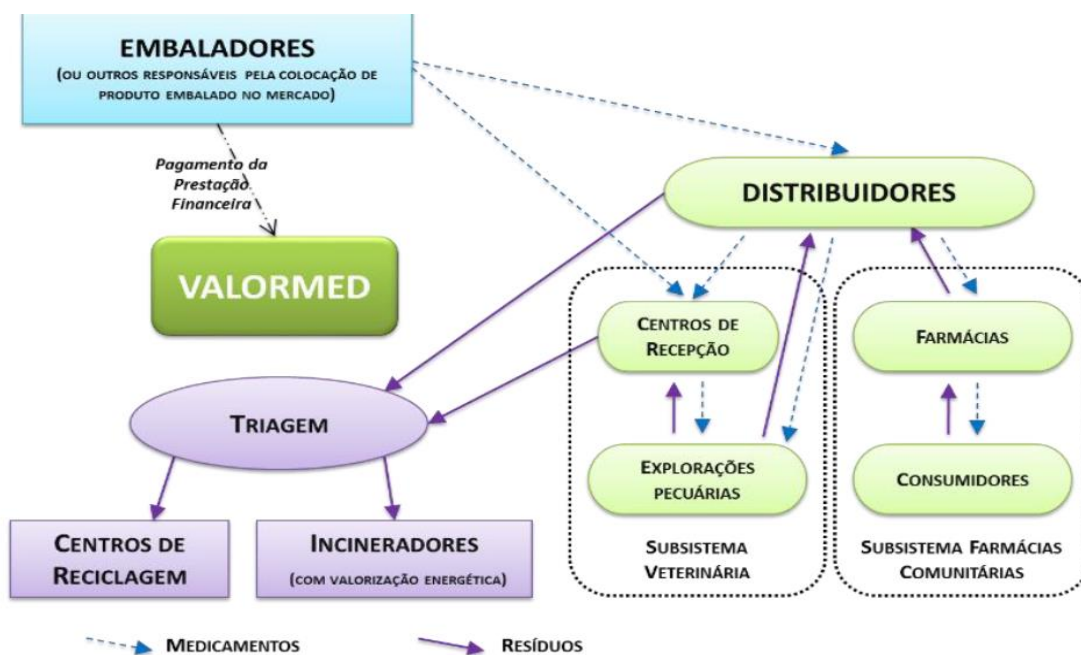 EMBALADORES
(OU OUTROS RESPONSÁVEIS PELA COLOCAÇÃO DE
PRODUTO EMBALADO NO MERCADO)
Pagamento da
Prestação
Financeira
DISTRIBUIDORES
VALORMED
CENTROS DE
RECEPÇÃO
FARMÁCIAS
TRIAGEM
EXPLORAÇÕES
PECUÁRIAS
CONSUMIDORES
CENTROS DE
RECICLAGEM
INCINERADORES
(COM VALORIZAÇÃO ENERGÉTICA)
SUBSISTEMA
VETERINÁRIA
SUBSISTEMA FARMÁCIAS
COMUNITÁRIAS
MEDICAMENTOS
RESÍDUOS